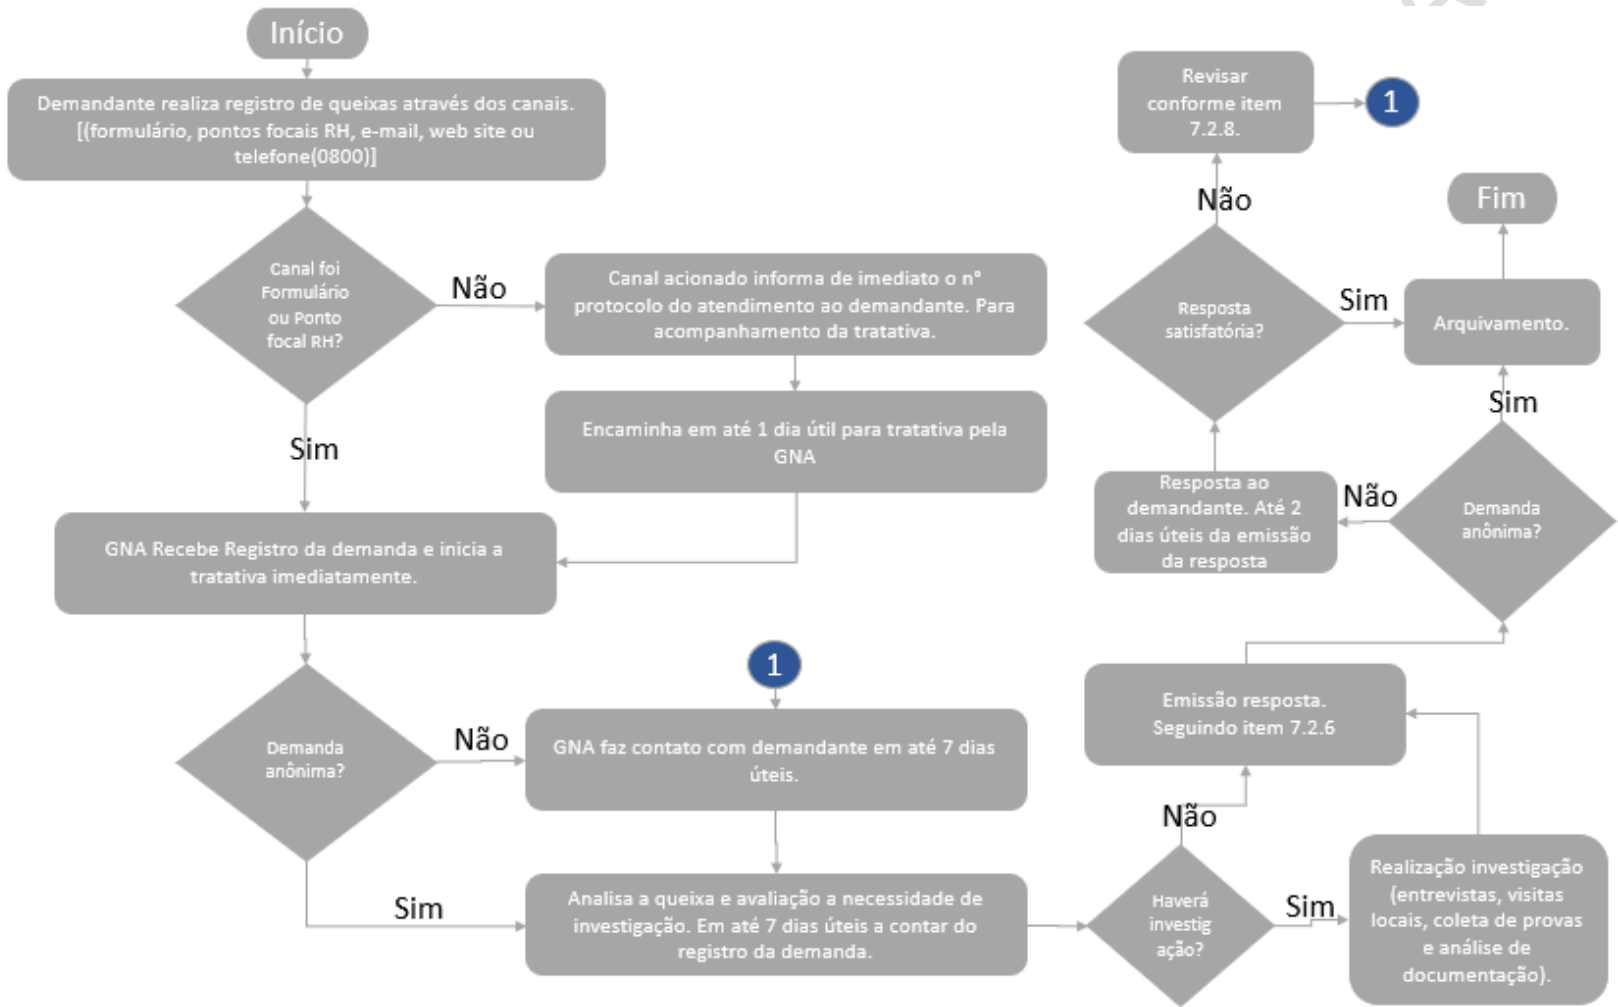 Início
Demandante realiza registro de queixas através dos canais.
[(formulário, pontos focais RH, e-mail, web site ou
telefone(0800)]
Canal foi
Formulário
ou Ponto
focal RH?
Não
Canal acionado informa de imediato o n°
protocolo do atendimento ao demandante. Para
acompanhamento da tratativa.
Encaminha em até 1 dia útil para tratativa pela
GNA
Sim
GNA Recebe Registro da demanda e inicia a
tratativa imediatamente.
Demanda
anônima?
Não
1
GNA faz contato com demandante em até 7 dias
úteis.
Sim
Analisa a queixa e avaliação a necessidade de
investigação. Em até 7 dias úteis a contar do
registro da demanda.
Haverá
investig
ação?
Sim
Realização investigação
(entrevistas, visitas
locais, coleta de provas
e análise de
documentação).
Não
Emissão resposta.
Seguindo item 7.2.6
Demanda
anônima?
Não
Resposta ao
demandante. Até 2
dias úteis da emissão
da resposta
Sim
Resposta
satisfatória?
Sim
Arquivamento.
Fim
Não
Revisar
conforme item
7.2.8.
1